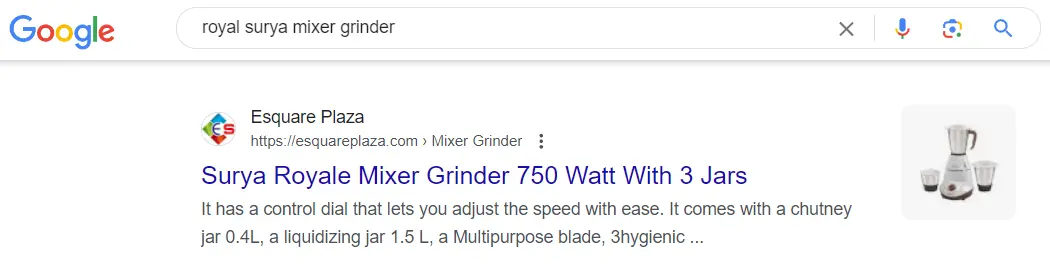 Google
royal surya mixer grinder
ES
Esquare Plaza
https://esquareplaza.com › Mixer Grinder
Surya Royale Mixer Grinder 750 Watt With 3 Jars
It has a control dial that lets you adjust the speed with ease. It comes with a chutney
jar 0.4L, a liquidizing jar 1.5 L, a Multipurpose blade, 3hygienic ...